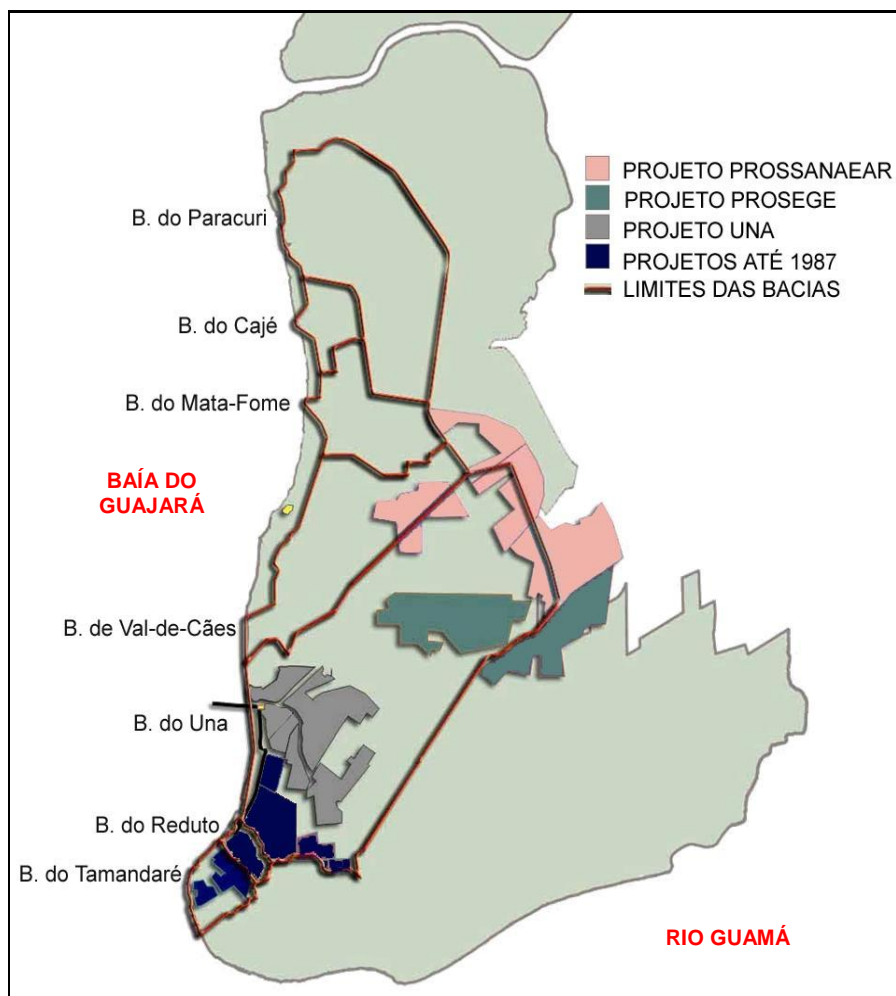 PROJETO PROSSANAEAR
PROJETO PROSEGE
PROJETO UNA
PROJETOS ATÉ 1987
LIMITES DAS BACIAS
B. do Paracuri
B. do Cajé
B. do Mata-Fome
BAÍA DO
GUAJARÁ
B. de Val-de-Cães
B. do Una
B. do Reduto
B. do Tamandaré
RIO GUAMÁ